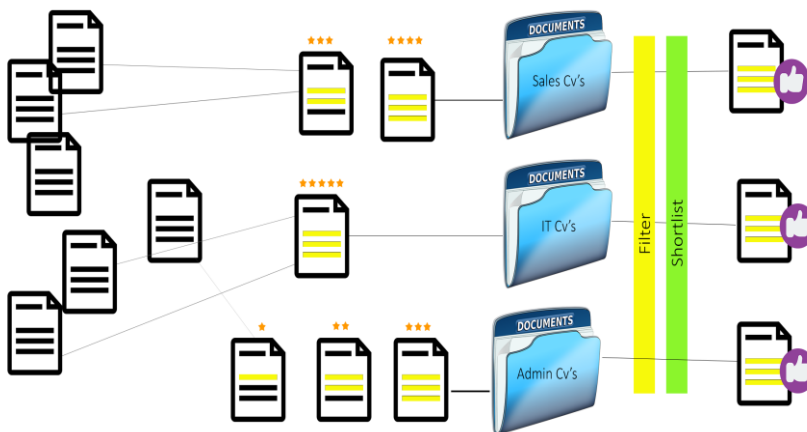 DOCUMENTS
Sales Cv's
DOCUMENTS
IT Cv's
DOCUMENTS
Admin Cv's
Filter
Shortlist